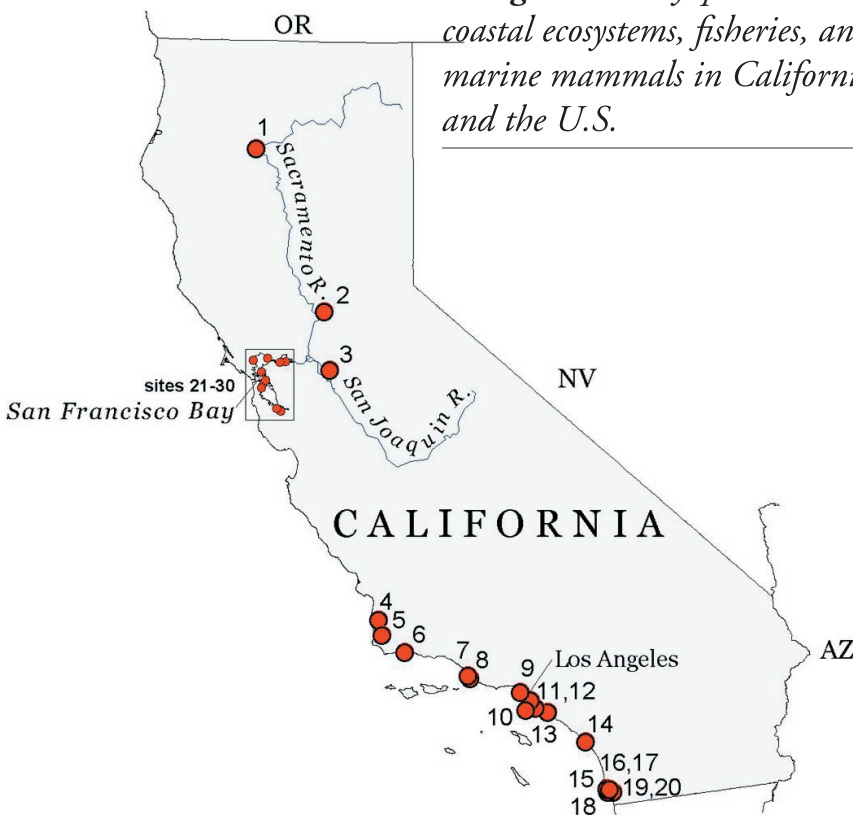 coastal ecosystems, fisheries, an
marine mammals in Californi
and the U.S.
OR
1
Sacramento R.
2
3
San Joaquin R.
sites 21-30
San Francisco Bay
NV
CALIFORNIA
4
5
6
7
8
9
Los Angeles
AZ
11,12
10
13
14
16,17
15
19,20
18